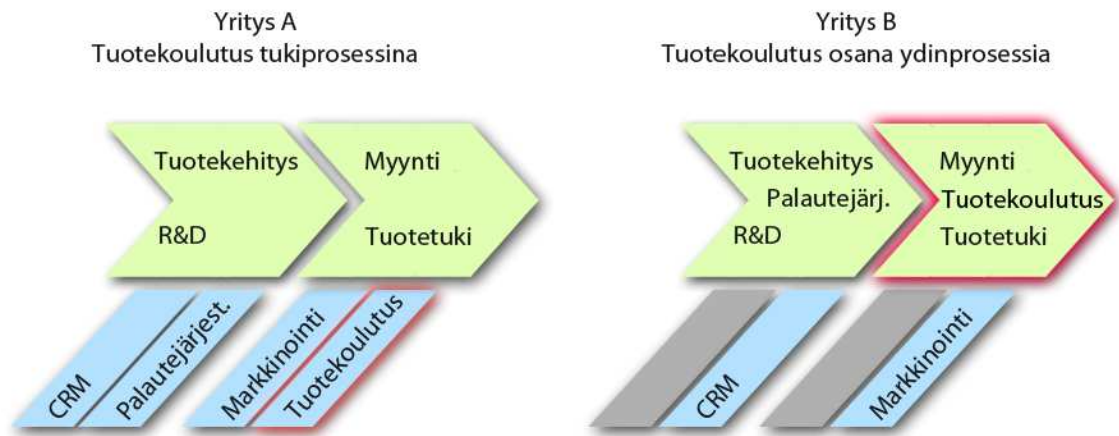 Yritys A
Tuotekoulutus tukiprosessina
Tuotekehitys
R&D
Myynti
Tuotetuki
CRM
Palautejärjest.
Markkinointi
Tuotekoulutus
Yritys B
Tuotekoulutus osana ydinprosessia
Tuotekehitys
Palautejärj.
R&D
Myynti
Tuotekoulutus
Tuotetuki
CRM
Markkinointi